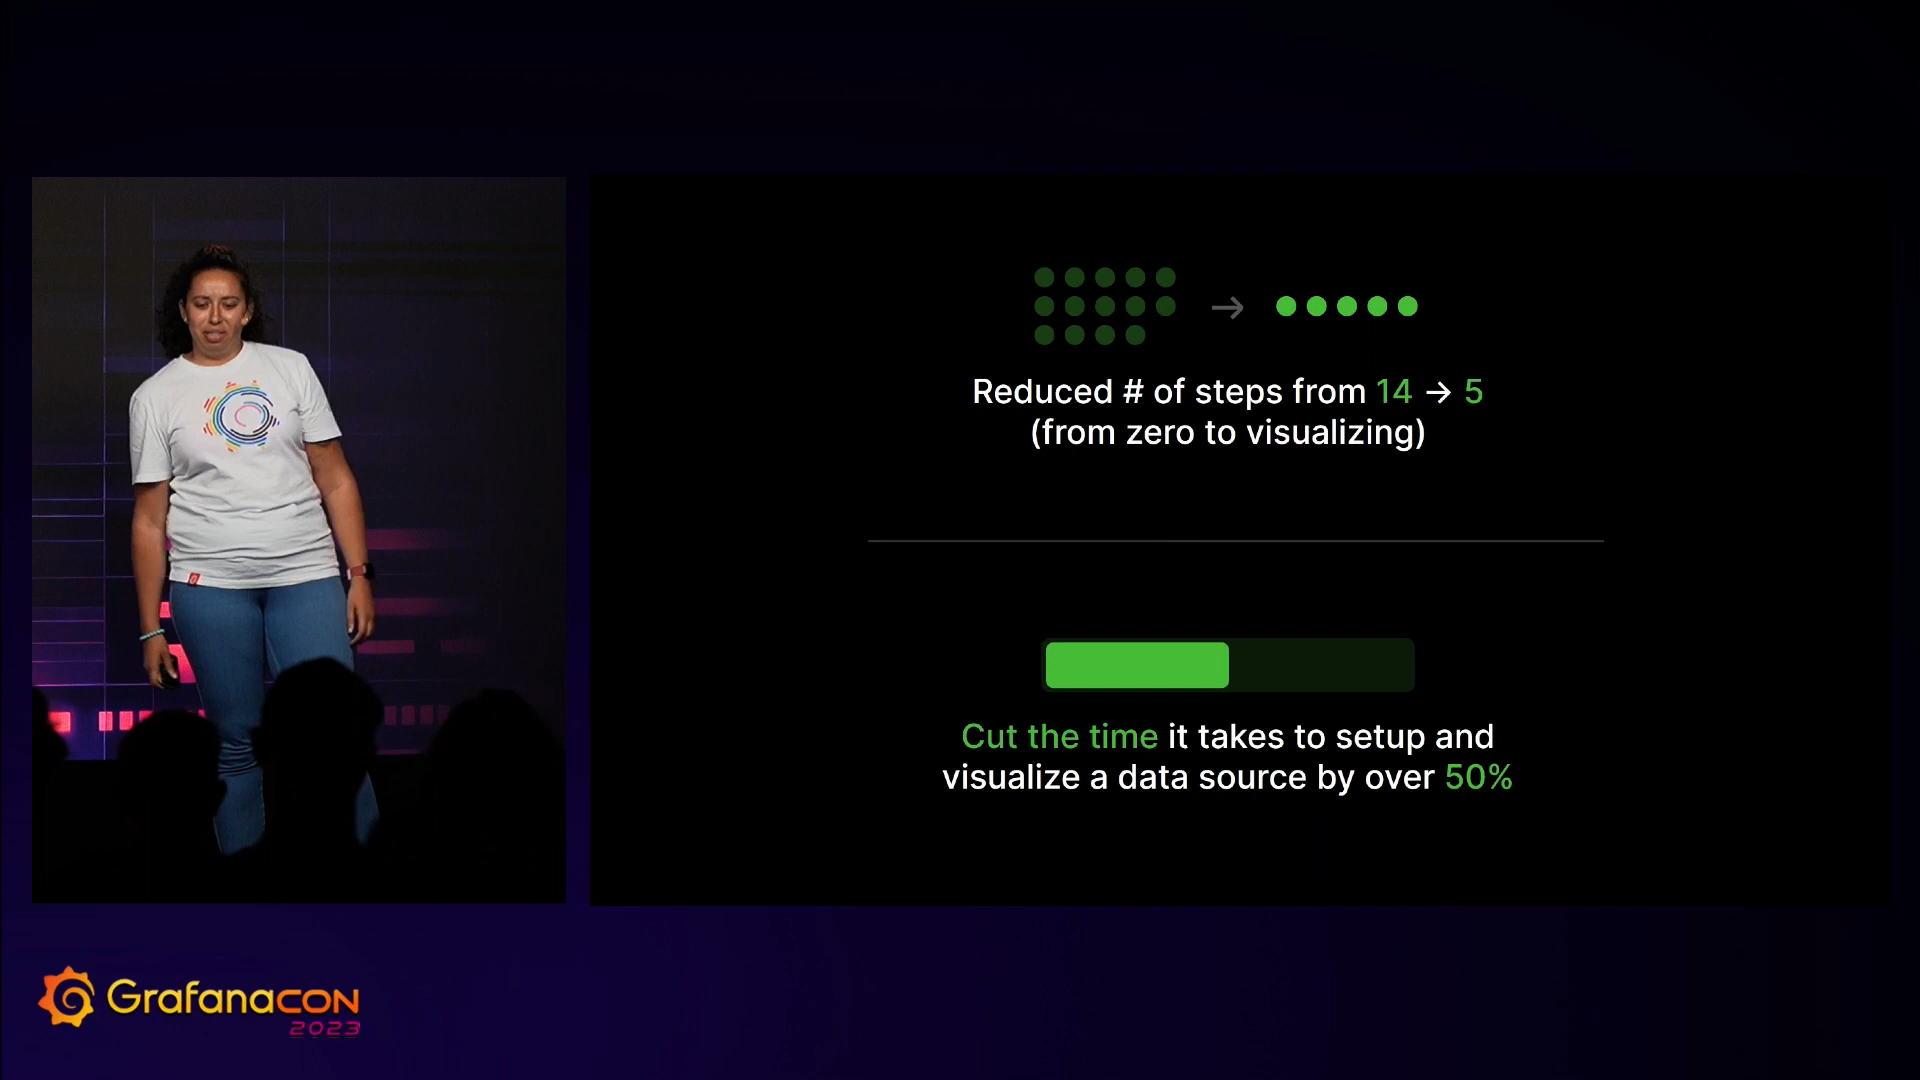 Reduced # of steps from 14 → 5
(from zero to visualizing)
Cut the time it takes to setup and
visualize a data source by over 50%
GrafanaCON
2023